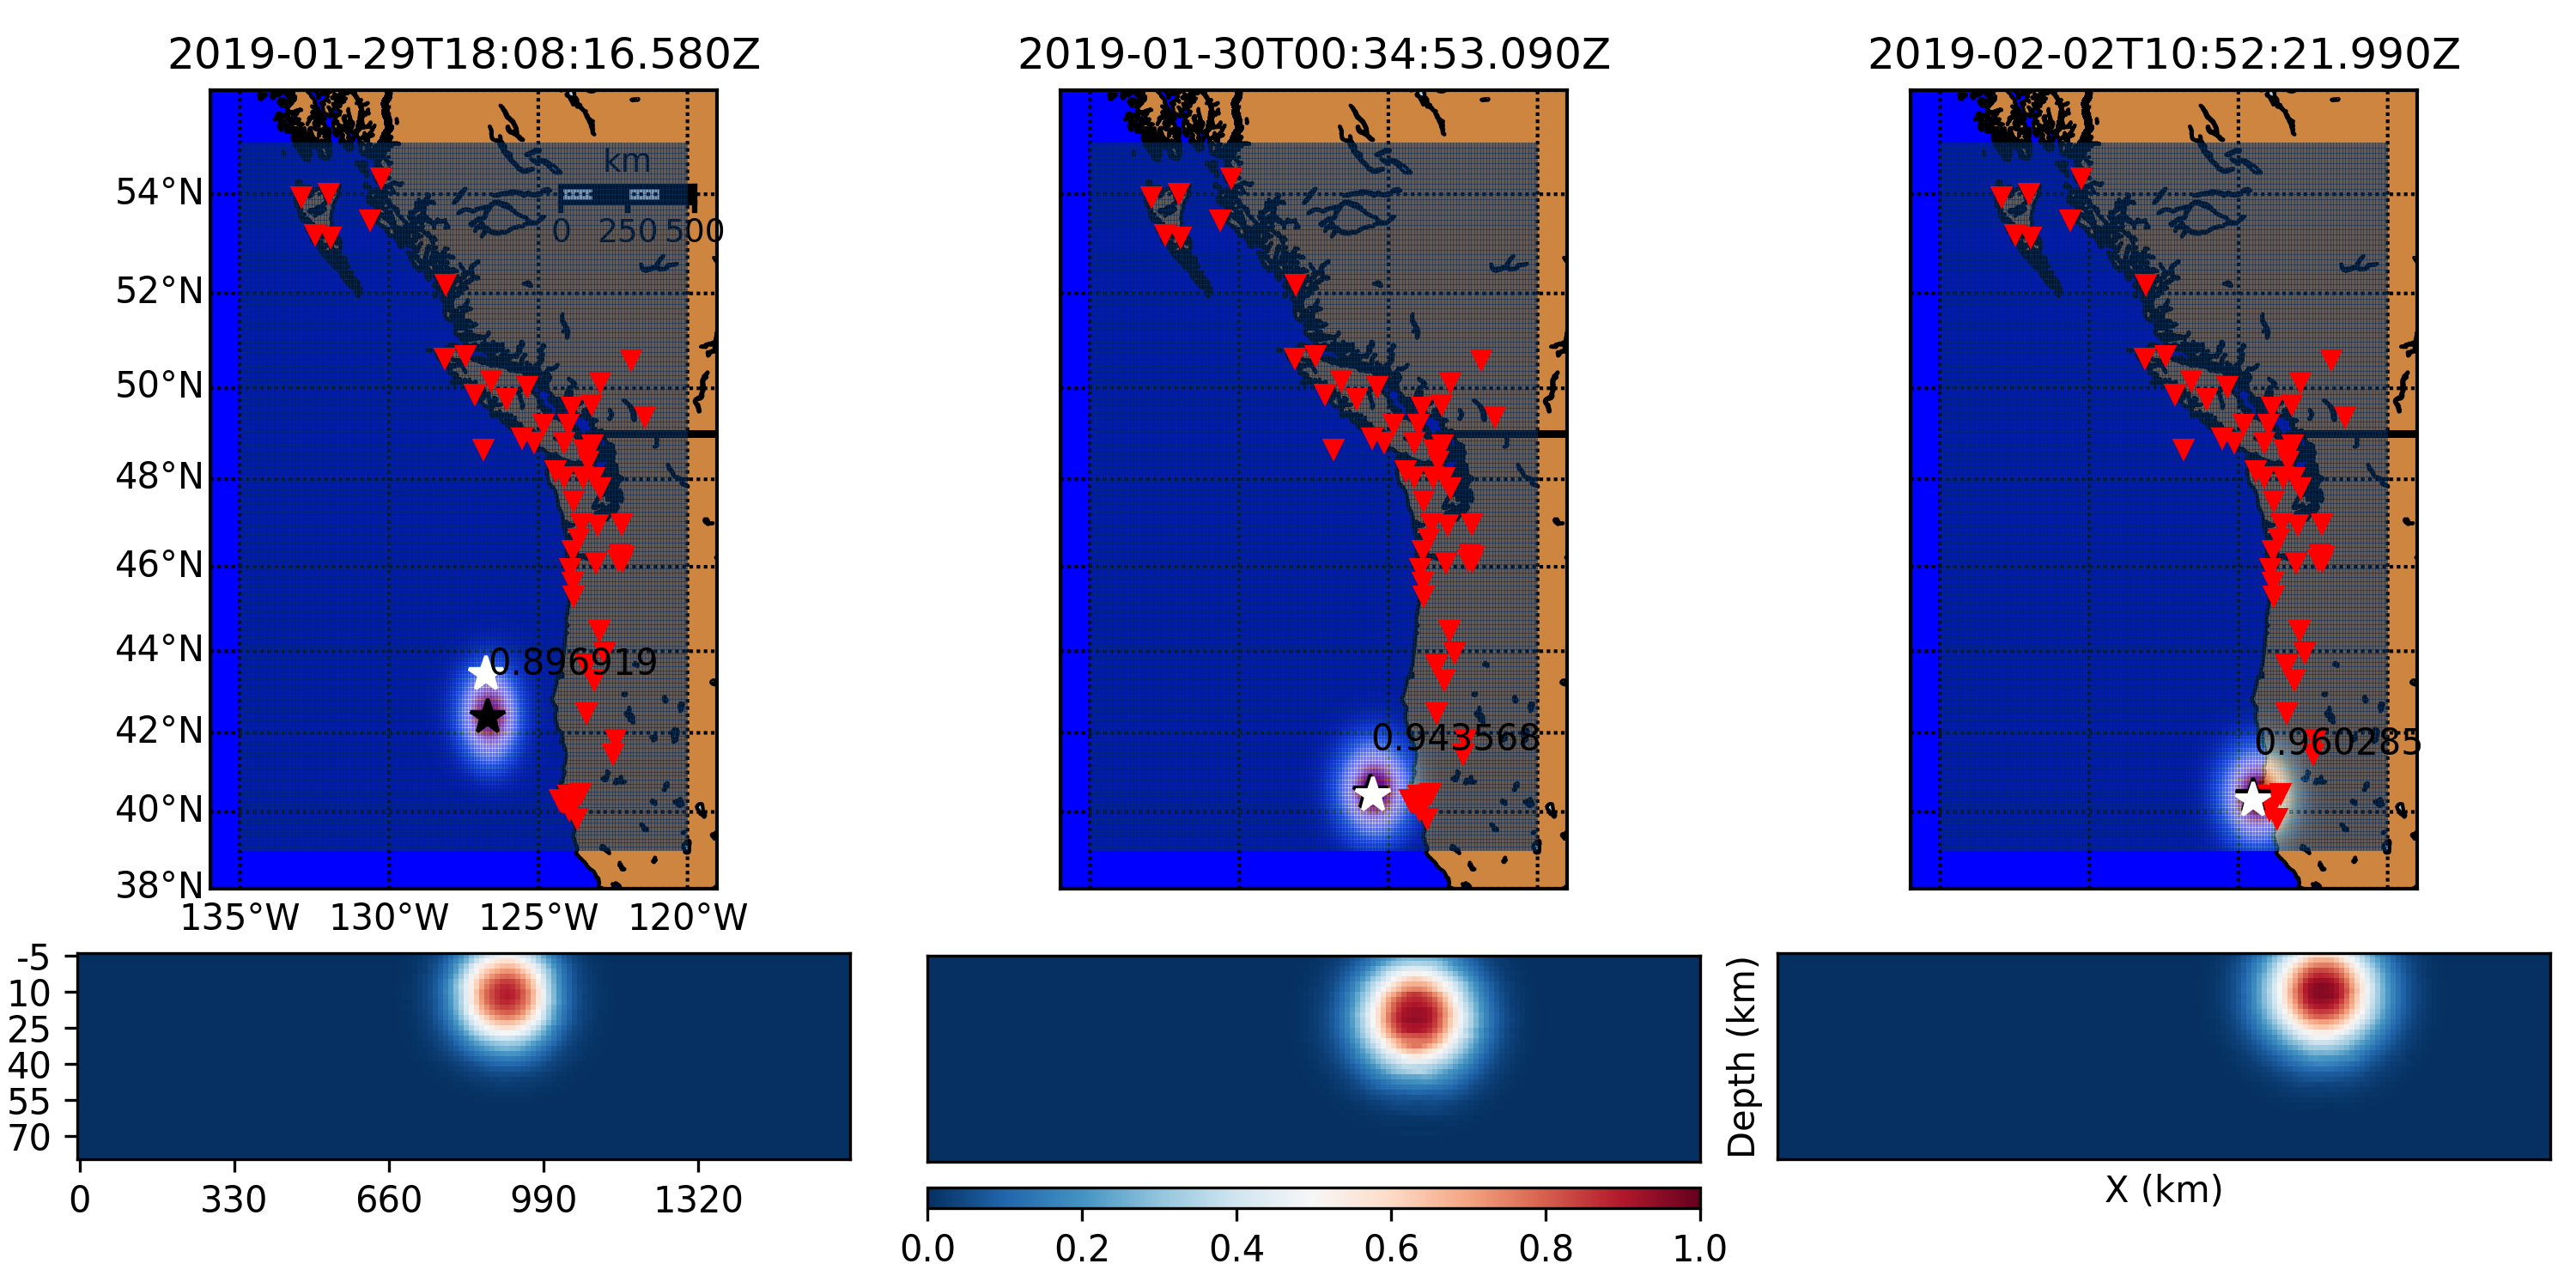 2019-01-29T18:08:16.580Z
2019-01-30T00:34:53.090Z
2019-02-02T10:52:21.990Z
km
0 250 500
54°N
52°N
50°N
48°N
46°N
44°N
42°N
40°N
38°N
135°W 130°W 125°W 120°W
0.896919
0.943568
0.960285
-5
10
25
40
55
70
0 330 660 990 1320
Depth (km)
X (km)
0.0 0.2 0.4 0.6 0.8 1.0